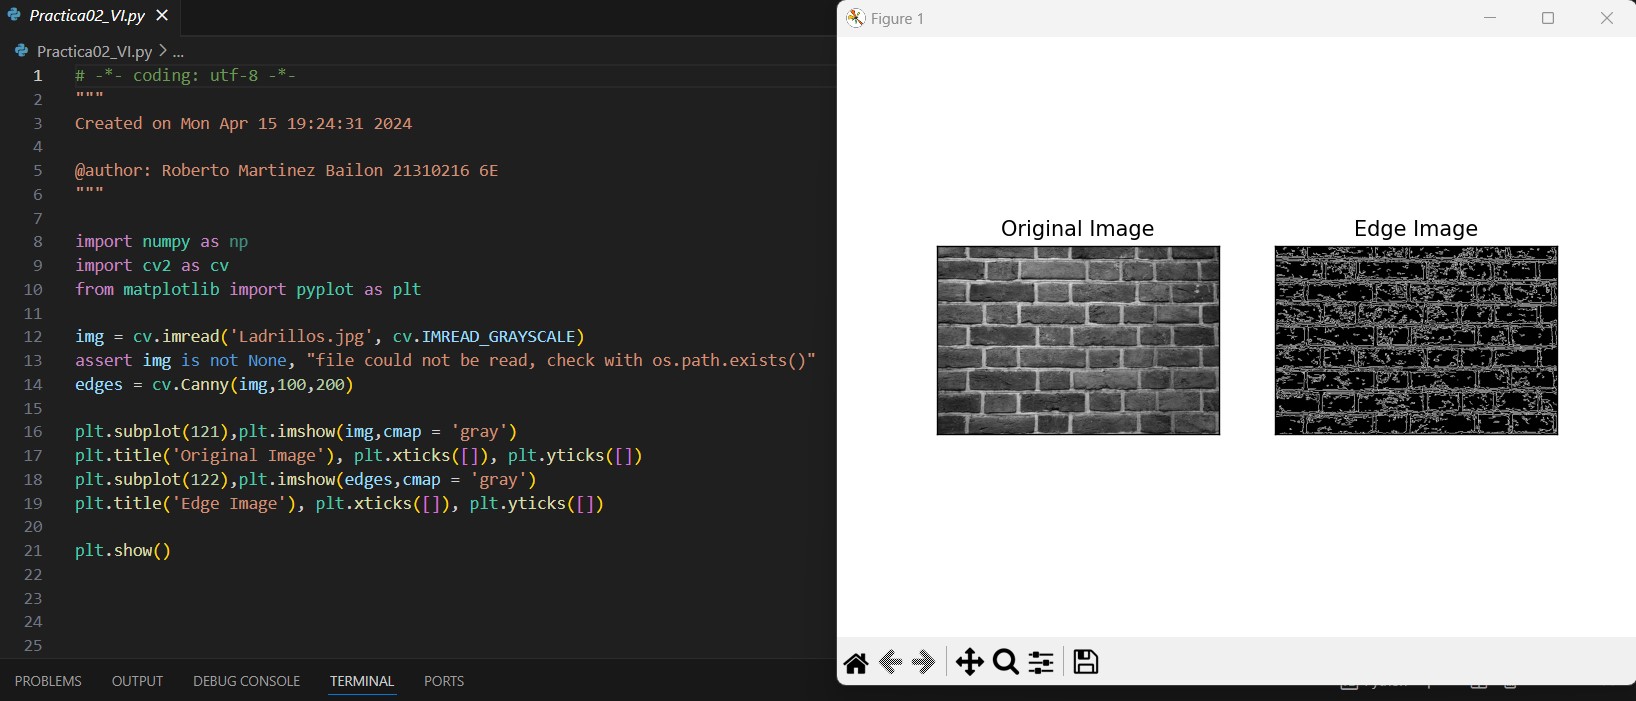 Practica02_VI.py
Practica02_VI.py > ...
1 # -*- coding: utf-8 -*-
2 """
3 Created on Mon Apr 15 19:24:31 2024
4
5 @author: Roberto Martinez Bailon 21310216 6E
6 """
7
8 import numpy as np
9 import cv2 as cv
10 from matplotlib import pyplot as plt
11
12 img = cv.imread('Ladrillos.jpg', cv.IMREAD_GRAYSCALE)
13 assert img is not None, "file could not be read, check with os.path.exists()"
14 edges = cv.Canny(img,100,200)
15
16 plt.subplot(121),plt.imshow(img,cmap = 'gray')
17 plt.title('Original Image'), plt.xticks([]), plt.yticks([])
18 plt.subplot(122),plt.imshow(edges,cmap = 'gray')
19 plt.title('Edge Image'), plt.xticks([]), plt.yticks([])
20
21 plt.show()
22
23
24
25
PROBLEMS OUTPUT DEBUG CONSOLE TERMINAL PORTS
Figure 1
Original Image
Edge Image